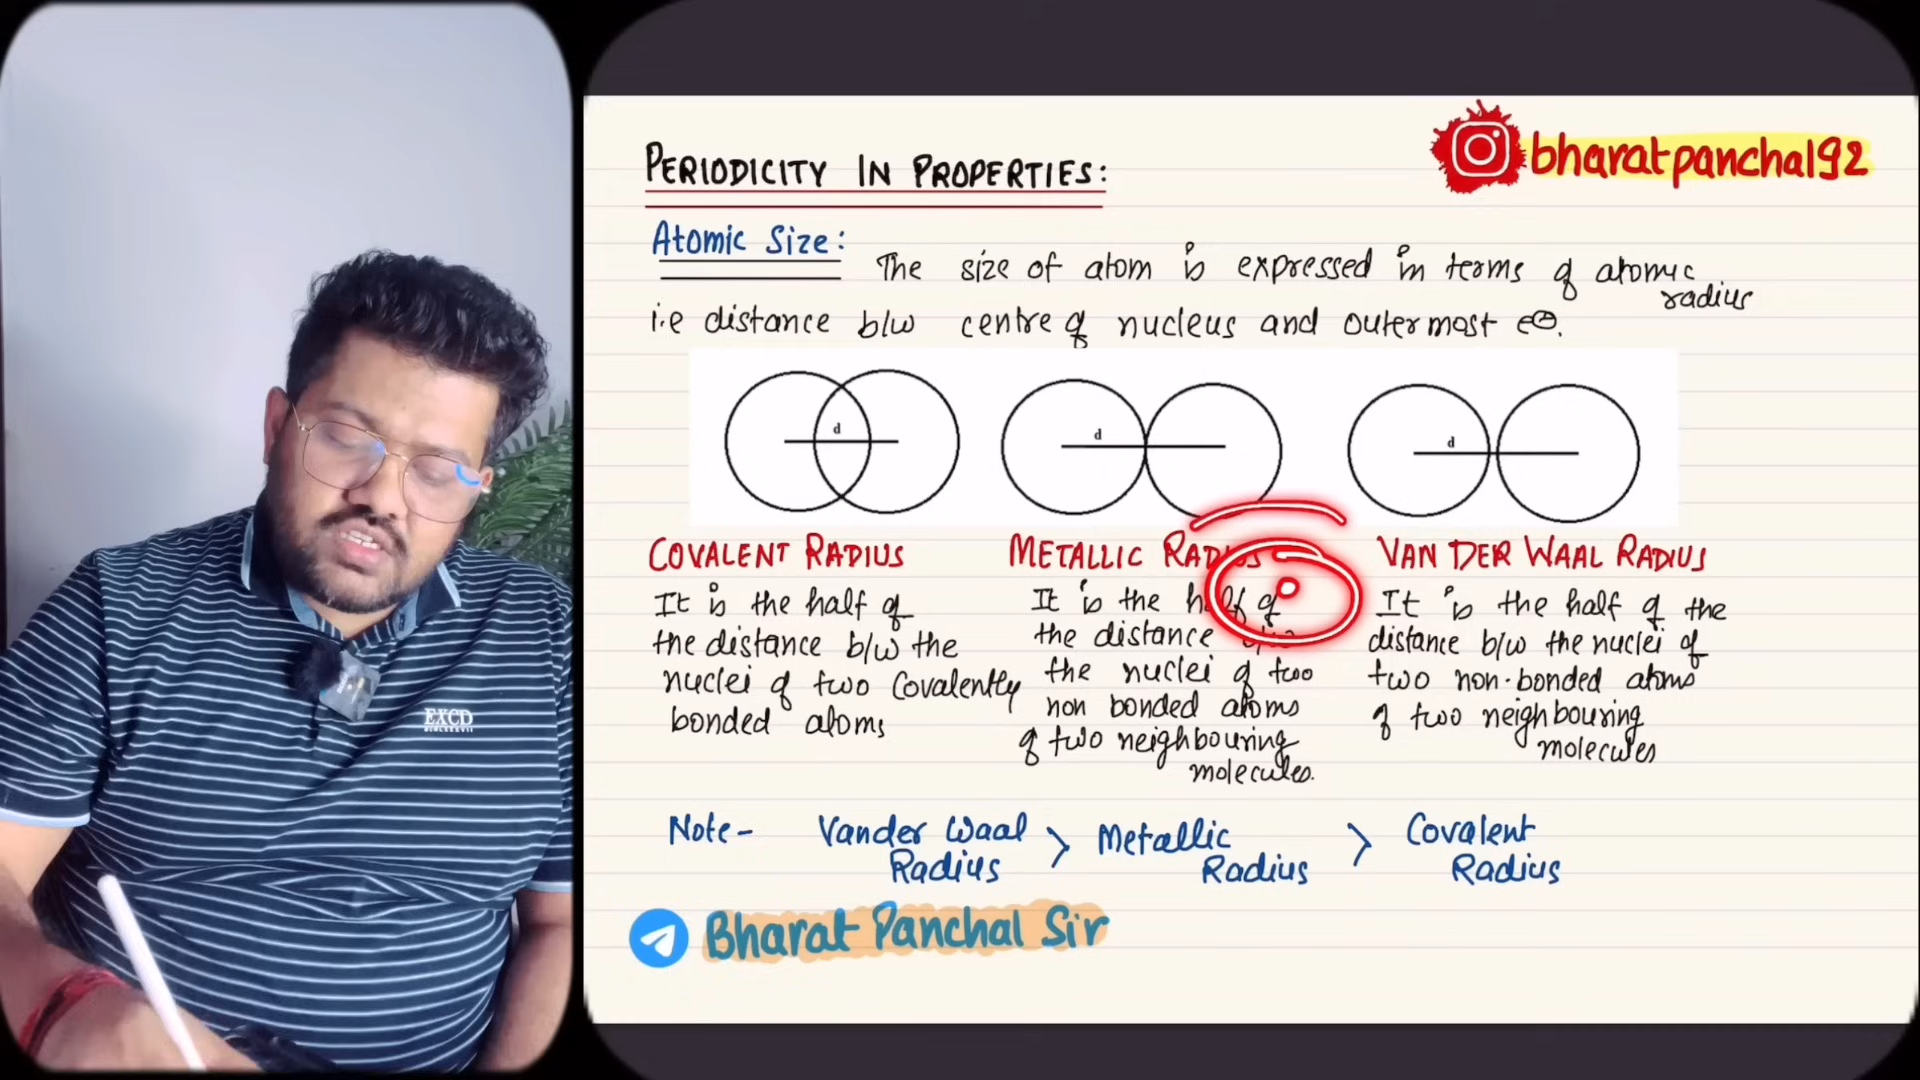 bharatpanchal92
PERIODICITY IN PROPERTIES:
Atomic Size: The size of atom is expressed in terms of atomic
radius
i.e distance b/w centre of nucleus and outermost e⊖.
d
d
d
COVALENT RADIUS
It is the half of
the distance b/w the
nuclei of two covalently
bonded atoms
METALLIC RADIUS
It is the half of
the distance
the nuclei of two
non bonded atoms
of two neighbouring
molecules.
VAN DER WAAL RADIUS
It is the half of the
distance b/w the nuclei of
two non-bonded atoms
of two neighbouring
molecules
Note - Vander Waal Radius > Metallic Radius > Covalent Radius
Bharat Panchal Sir
EXCD